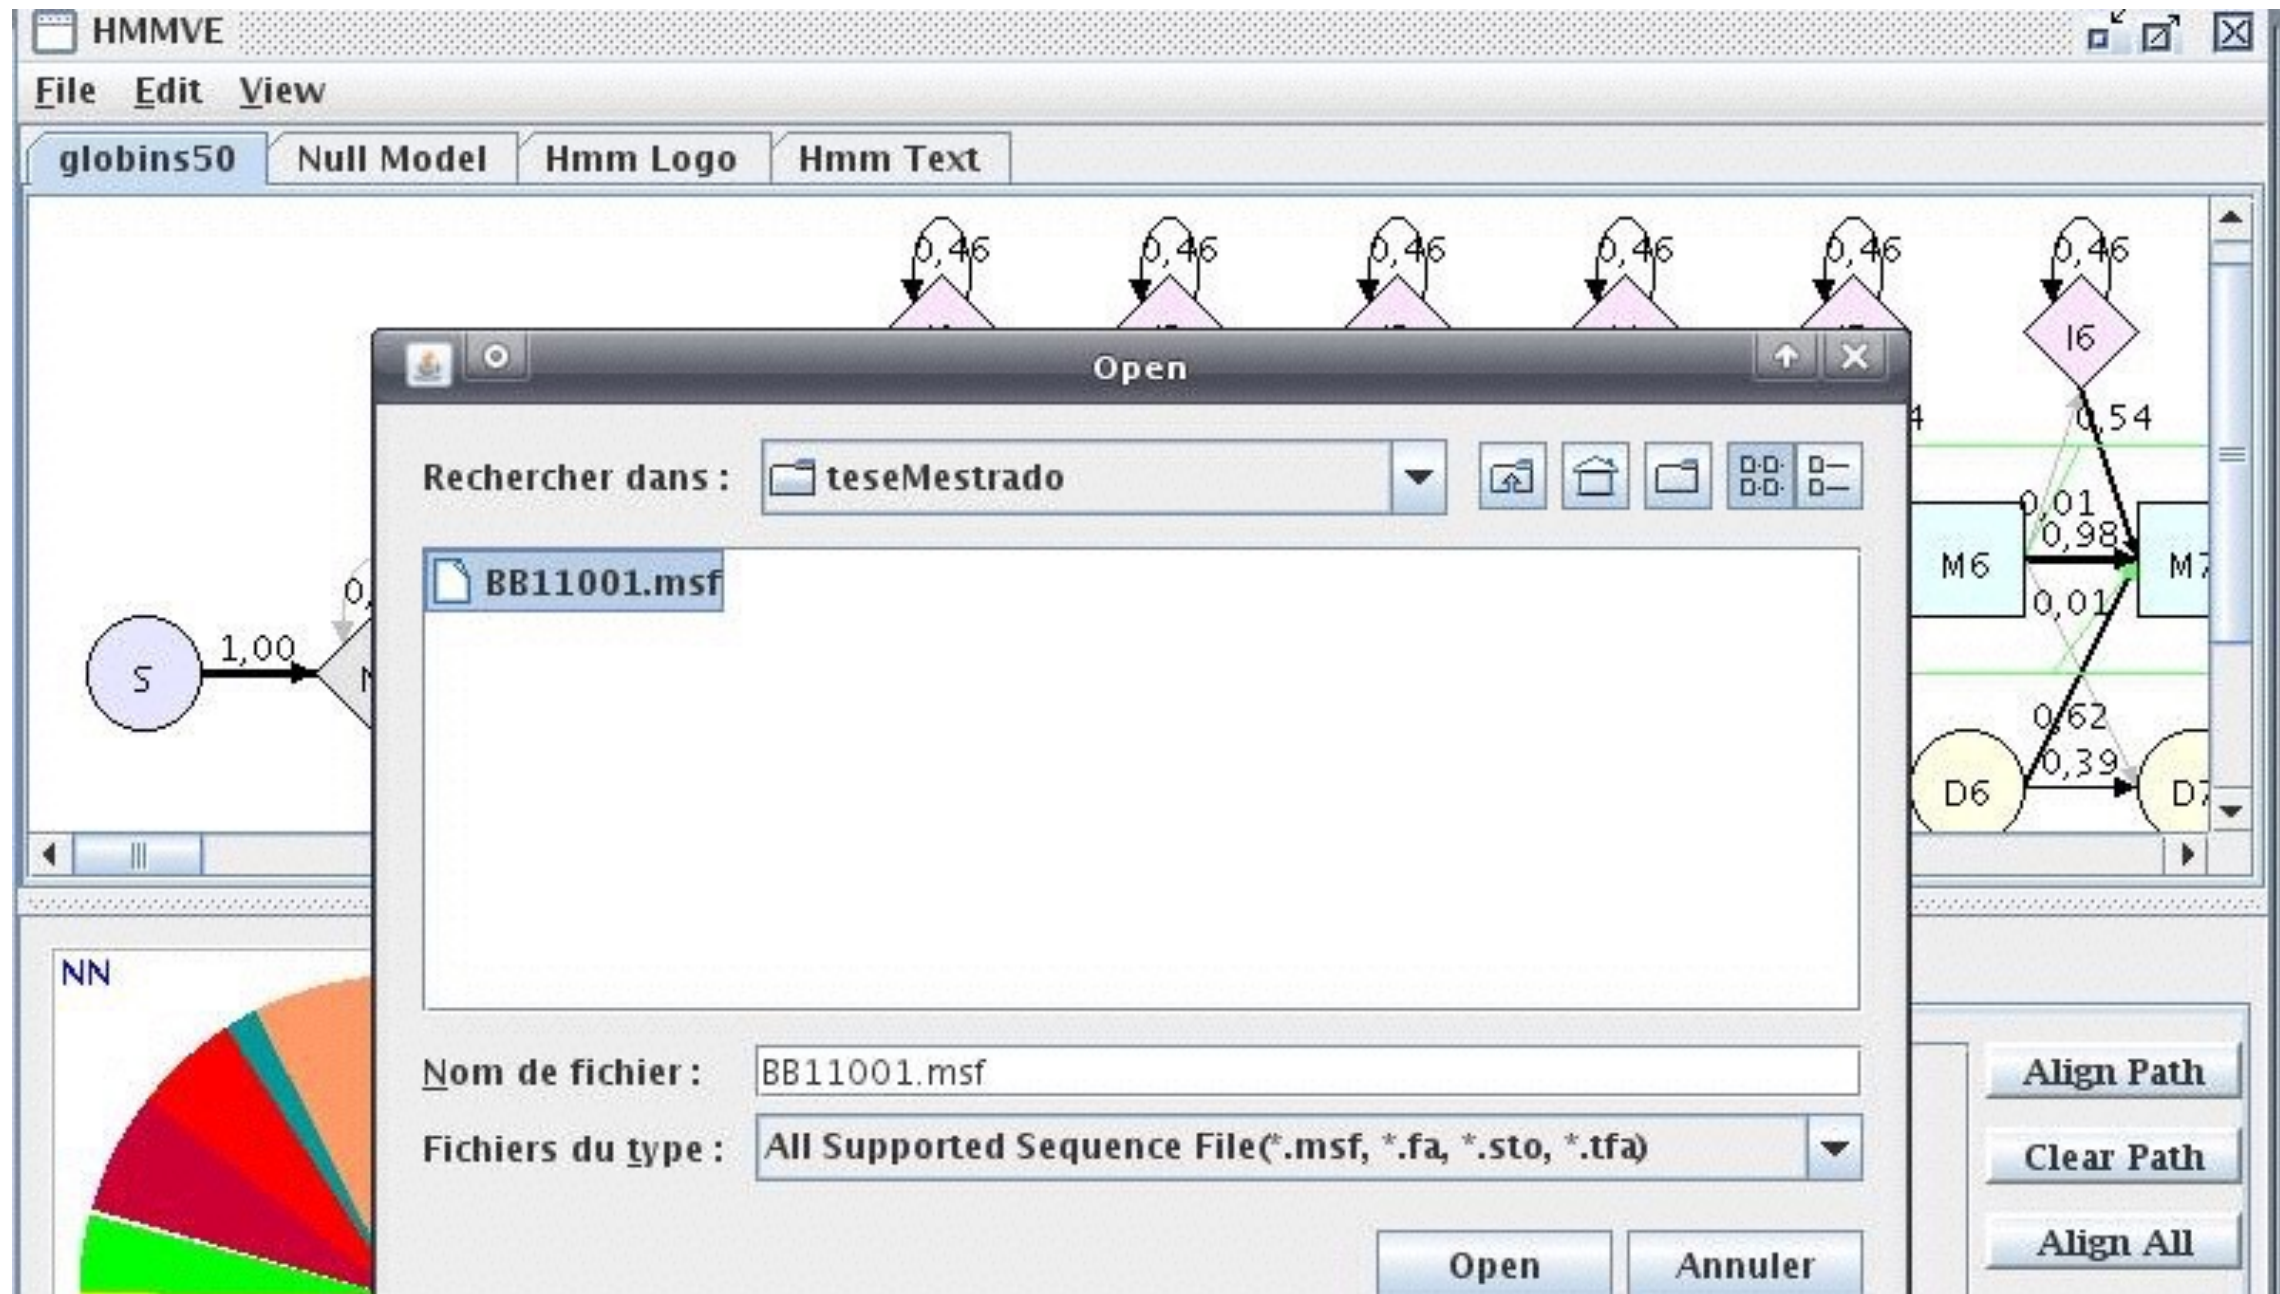 HMMVE
File Edit View
globins50 Null Model Hmm Logo Hmm Text
0,46 0,46 0,46 0,46 0,46 0,46
I6
Open
0,54
Rechercher dans : teseMestrado
0,01
0,98
BB11001.msf
M6
0,01
1,00
S
0,62
0,39
D6
NN
Nom de fichier : BB11001.msf
Align Path
Fichiers du type : All Supported Sequence File(*.msf, *.fa, *.sto, *.tfa)
Clear Path
Align All
Open Annuler